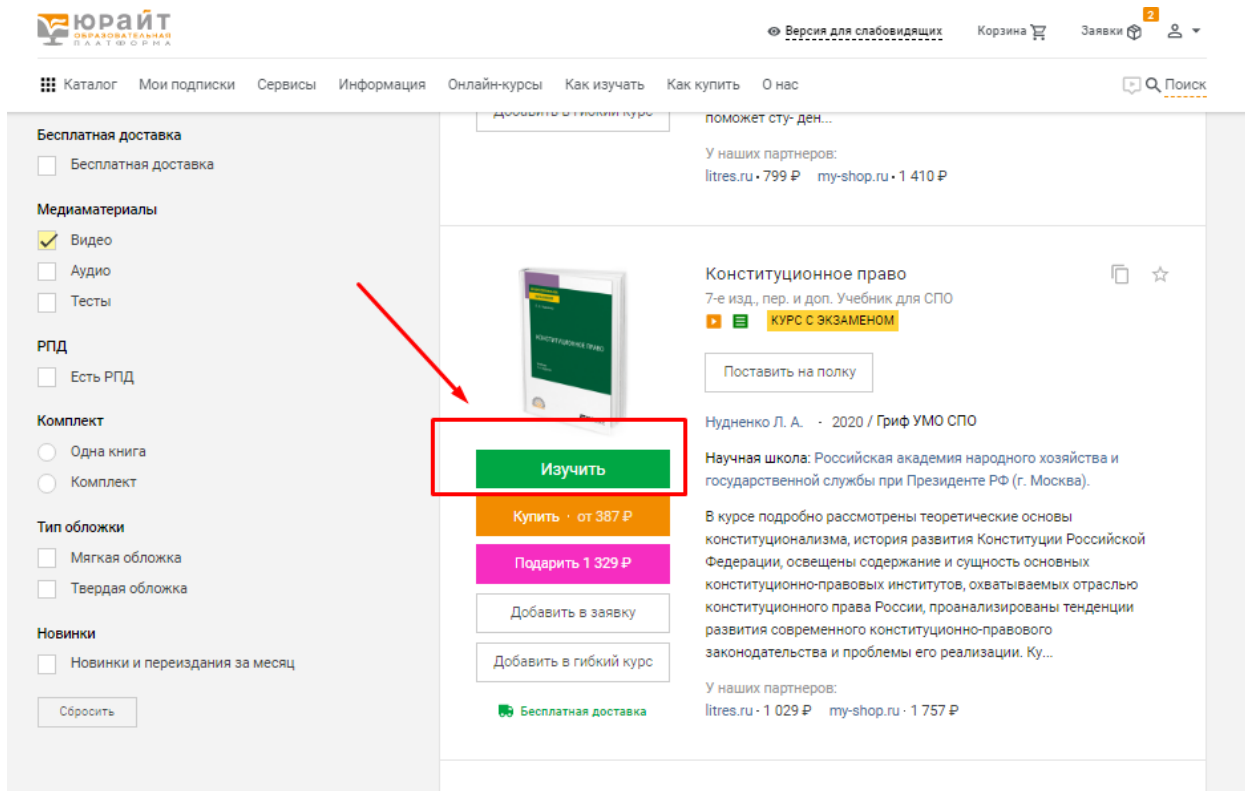 юрайт
ОБРАЗОВАТЕЛЬНАЯ
ПЛАТФОРМА
Версия для слабовидящих
Корзина
Заявки
2
Каталог Мои подписки Сервисы Информация Онлайн-курсы Как изучать Как купить О нас
Поиск
Бесплатная доставка
Бесплатная доставка
Медиаматериалы
Видео
Аудио
Тесты
РПД
Есть РПД
Комплект
Одна книга
Комплект
Тип обложки
Мягкая обложка
Твердая обложка
Новинки
Новинки и переиздания за месяц
Сбросить
Добавить в гибкий курс
поможет сту- ден...
У наших партнеров:
litres.ru • 799 ₽ my-shop.ru • 1 410 ₽
КОНСТИТУЦИОННОЕ ПРАВО
Изучить
Купить · от 387 ₽
Подарить 1 329 ₽
Добавить в заявку
Добавить в гибкий курс
Бесплатная доставка
Конституционное право
7-е изд., пер. и доп. Учебник для СПО
КУРС С ЭКЗАМЕНОМ
Поставить на полку
Нудненко Л. А. - 2020 / Гриф УМО СПО
Научная школа: Российская академия народного хозяйства и
государственной службы при Президенте РФ (г. Москва).
В курсе подробно рассмотрены теоретические основы
конституционализма, история развития Конституции Российской
Федерации, освещены содержание и сущность основных
конституционно-правовых институтов, охватываемых отраслью
конституционного права России, проанализированы тенденции
развития современного конституционно-правового
законодательства и проблемы его реализации. Ку...
У наших партнеров:
litres.ru · 1 029 ₽ my-shop.ru · 1 757 ₽